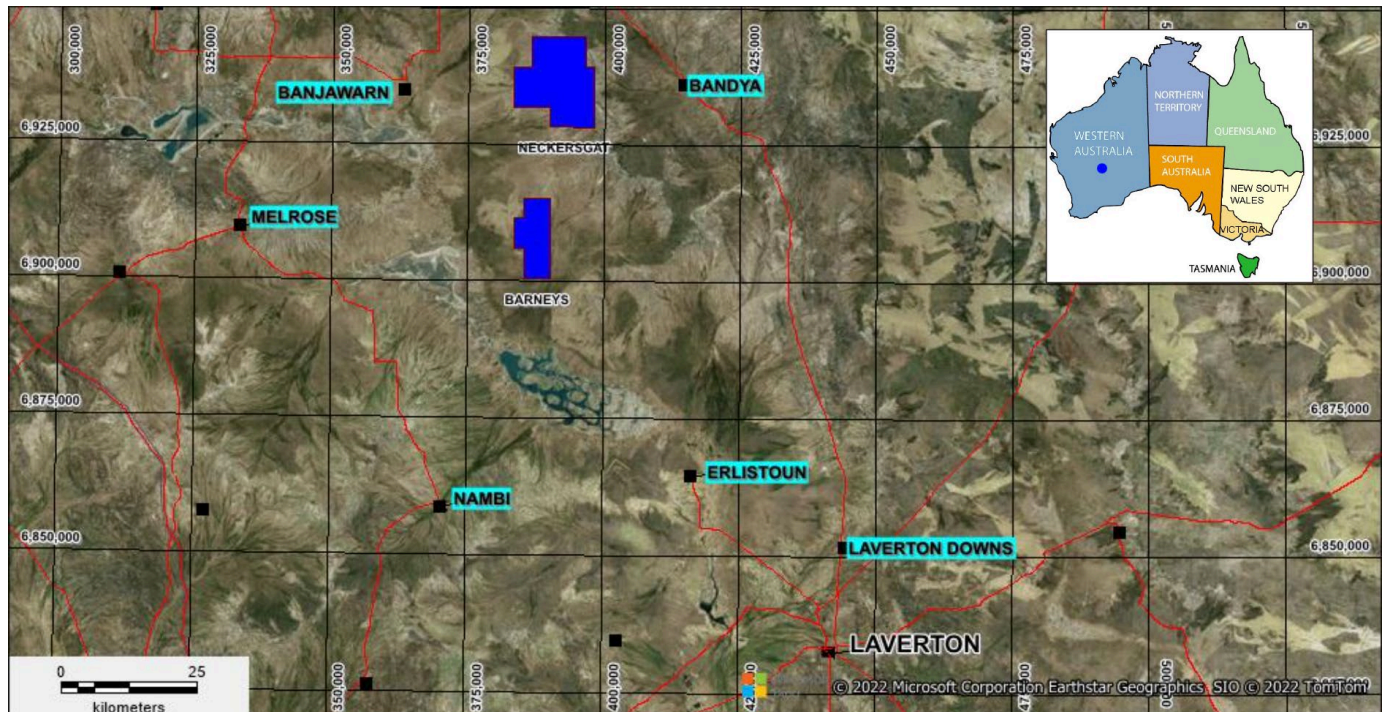 300,000
325,000
350,000
375,000
400,000
425,000
450,000
475,000
BANJAWARN
BANDYA
6,925,000
6,925,000
NECKERSGAT
MELROSE
6,900,000
6,900,000
BARNEYS
6,875,000
6,875,000
ERLISTOUN
NAMBI
6,850,000
6,850,000
LAVERTON DOWNS
LAVERTON
WESTERN
AUSTRALIA
NORTHERN
TERRITORY
QUEENSLAND
SOUTH
AUSTRALIA
NEW SOUTH
WALES
VICTORIA
TASMANIA
0 25
kilometers
350,000
375,000
400,000
© 2022 Microsoft Corporation Earthstar Geographics SIO © 2022 TomTom